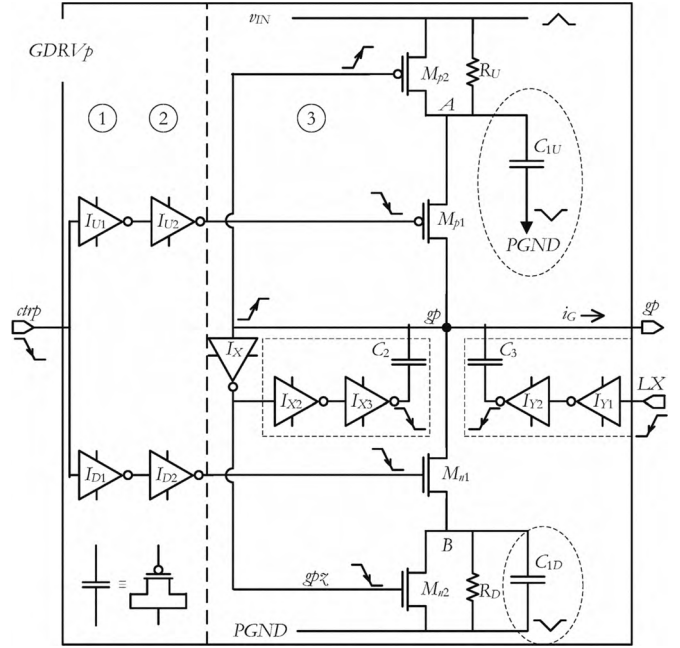 vIN
GDRVp
Mp2
RU
A
1
2
3
C1U
IU1
IU2
Mp1
PGND
ctrp
gp
iG
gp
IX
C2
C3
LX
IX2
IX3
IY2
IY1
ID1
ID2
Mn1
B
C1D
≡
gpz
Mn2
RD
PGND